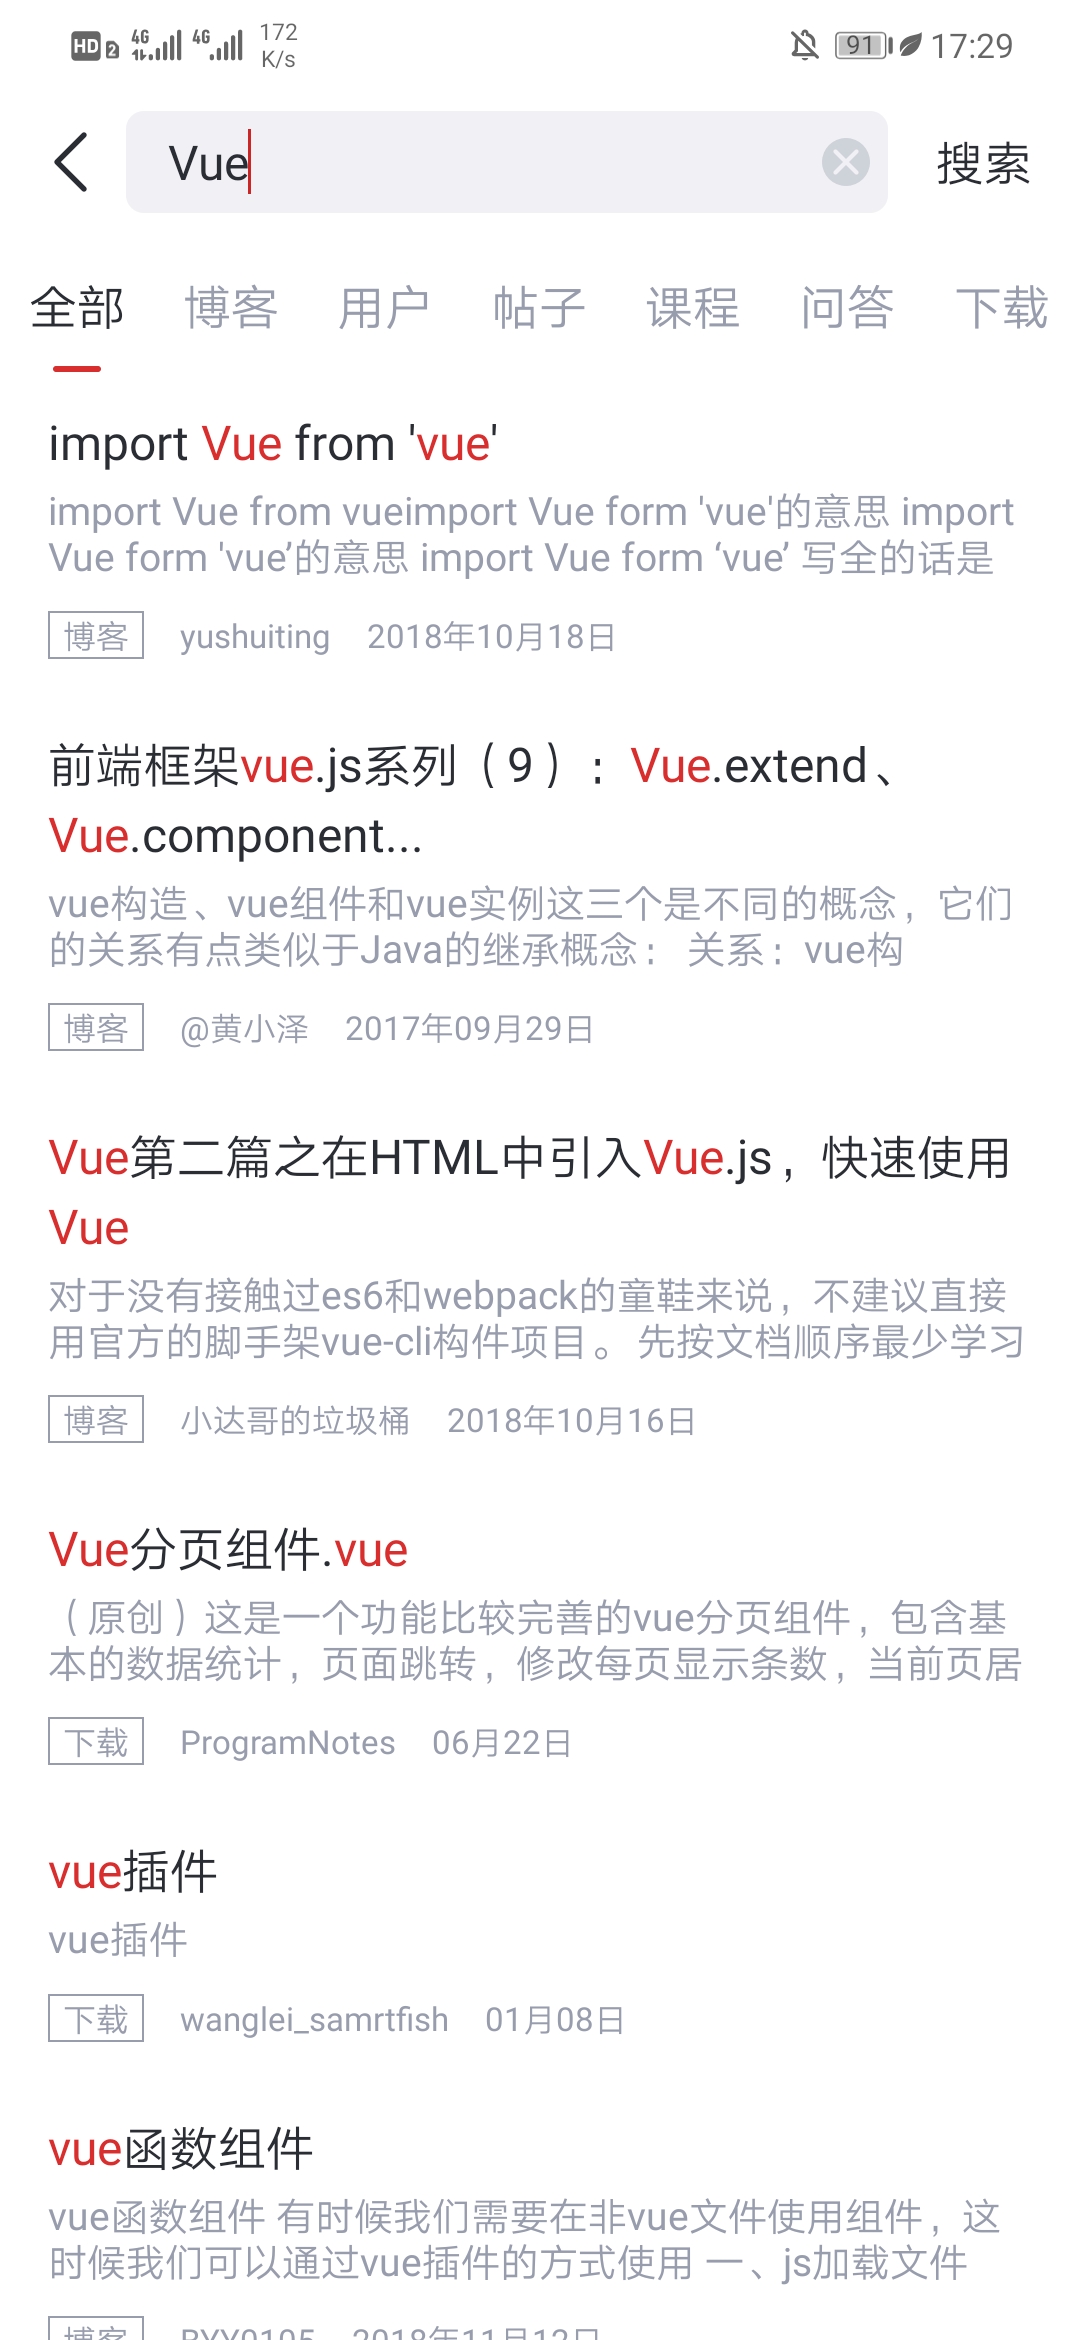 HD 2 4G 4G 172 K/s 91 17:29
Vue 搜索
全部 博客 用户 帖子 课程 问答 下载
import Vue from 'vue'
import Vue from vueimport Vue form 'vue'的意思 import
Vue form 'vue’的意思 import Vue form ‘vue’ 写全的话是
博客 yushuiting 2018年10月18日
前端框架vue.js系列（9）：Vue.extend、
Vue.component...
vue构造、vue组件和vue实例这三个是不同的概念，它们
的关系有点类似于Java的继承概念： 关系：vue构
博客 @黄小泽 2017年09月29日
Vue第二篇之在HTML中引入Vue.js，快速使用
Vue
对于没有接触过es6和webpack的童鞋来说，不建议直接
用官方的脚手架vue-cli构件项目。 先按文档顺序最少学习
博客 小达哥的垃圾桶 2018年10月16日
Vue分页组件.vue
（原创）这是一个功能比较完善的vue分页组件，包含基
本的数据统计，页面跳转，修改每页显示条数，当前页居
下载 ProgramNotes 06月22日
vue插件
vue插件
下载 wanglei_samrtfish 01月08日
vue函数组件
vue函数组件 有时候我们需要在非vue文件使用组件，这
时候我们可以通过vue插件的方式使用 一、js加载文件
博客 2018年11月12日